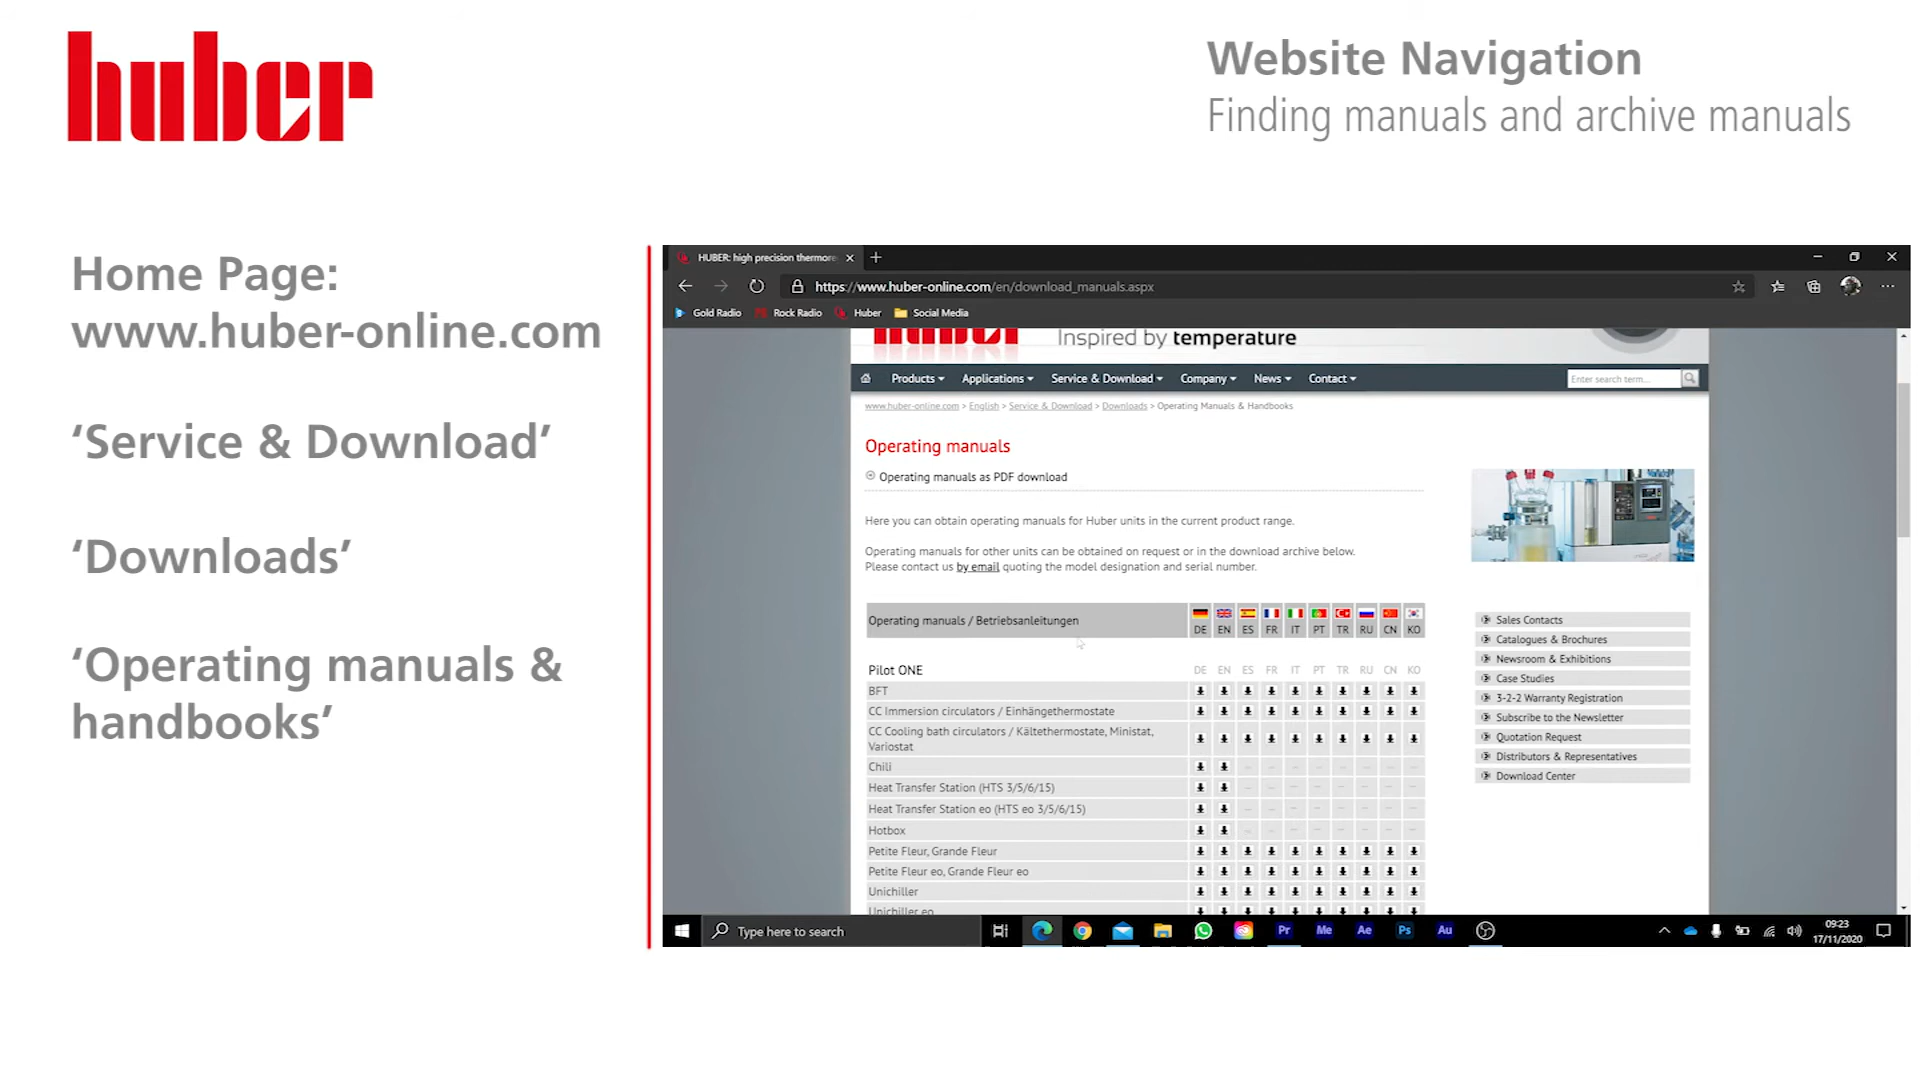 huber
Website Navigation
Finding manuals and archive manuals
Home Page:
www.huber-online.com
‘Service & Download’
‘Downloads’
‘Operating manuals &
handbooks’
HUBER: high precision thermore
https://www.huber-online.com/en/download_manuals.aspx
Gold Radio Rock Radio Huber Social Media
huber Inspired by temperature
Products Applications Service & Download Company News Contact Enter search term...
www.huber-online.com > English > Service & Download > Downloads > Operating Manuals & Handbooks
Operating manuals
Operating manuals as PDF download
Here you can obtain operating manuals for Huber units in the current product range.
Operating manuals for other units can be obtained on request or in the download archive below.
Please contact us by email quoting the model designation and serial number.
Operating manuals / Betriebsanleitungen DE EN ES FR IT PT TR RU CN KO
Pilot ONE DE EN ES FR IT PT TR RU CN KO
BFT
CC Immersion circulators / Einhängethermostate
CC Cooling bath circulators / Kältethermostate, Ministat,
Variostat
Chili
Heat Transfer Station (HTS 3/5/6/15)
Heat Transfer Station eo (HTS eo 3/5/6/15)
Hotbox
Petite Fleur, Grande Fleur
Petite Fleur eo, Grande Fleur eo
Unichiller
Unichiller eo
Sales Contacts
Catalogues & Brochures
Newsroom & Exhibitions
Case Studies
3-2-2 Warranty Registration
Subscribe to the Newsletter
Quotation Request
Distributors & Representatives
Download Center
Type here to search
Pr Me Ae Ps Au
09:23
17/11/2020